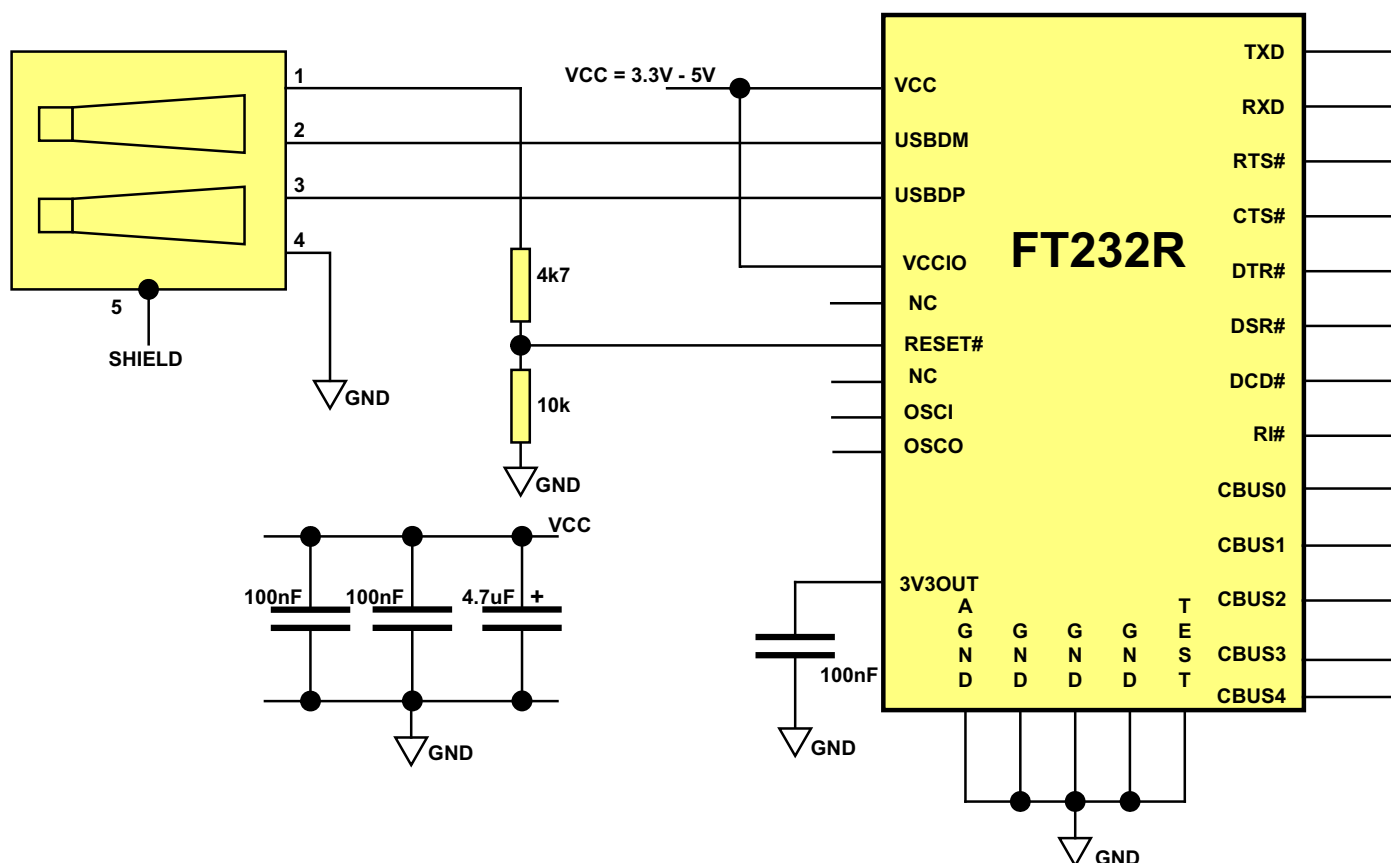 1
2
3
4
5
SHIELD
GND
VCC = 3.3V - 5V
4k7
10k
GND
VCC
100nF
100nF
4.7uF +
GND
100nF
GND
FT232R
VCC
USBDM
USBDP
VCCIO
NC
RESET#
NC
OSCI
OSCO
3V3OUT
AGND
GND
GND
GND
TEST
TXD
RXD
RTS#
CTS#
DTR#
DSR#
DCD#
RI#
CBUS0
CBUS1
CBUS2
CBUS3
CBUS4
GND